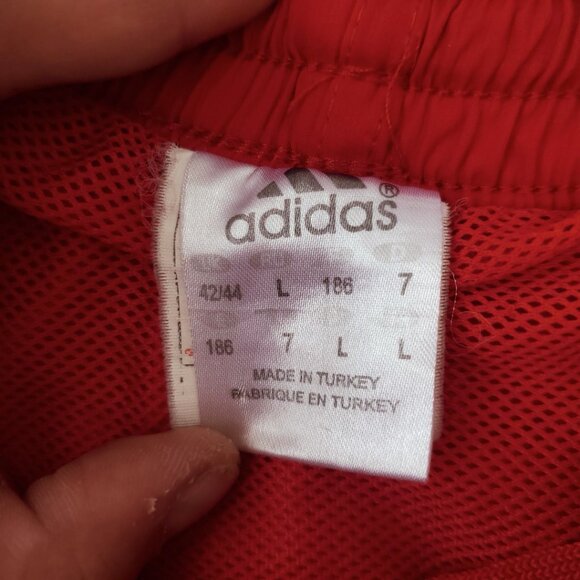 adidas®
42/44 L 186 7
186 7 L L
MADE IN TURKEY
FABRIQUE EN TURKEY